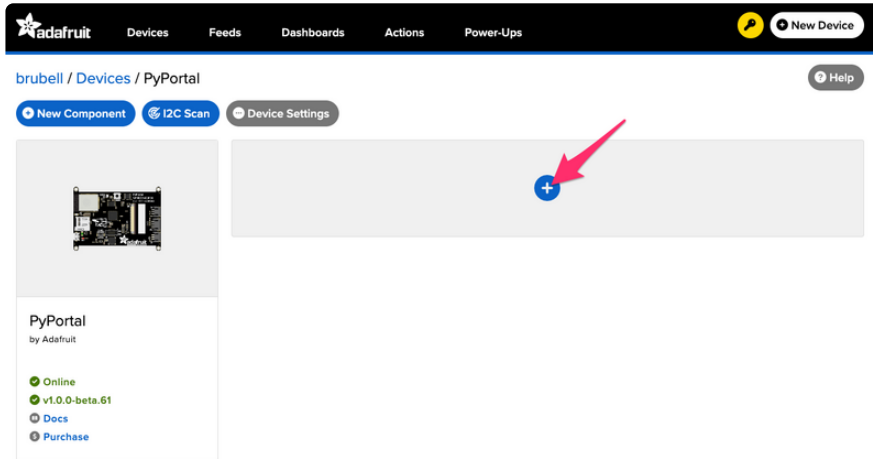 adafruit Devices Feeds Dashboards Actions Power-Ups New Device
brubell / Devices / PyPortal Help
New Component I2C Scan Device Settings
adafruit
PyPortal
by Adafruit
Online
v1.0.0-beta.61
Docs
Purchase